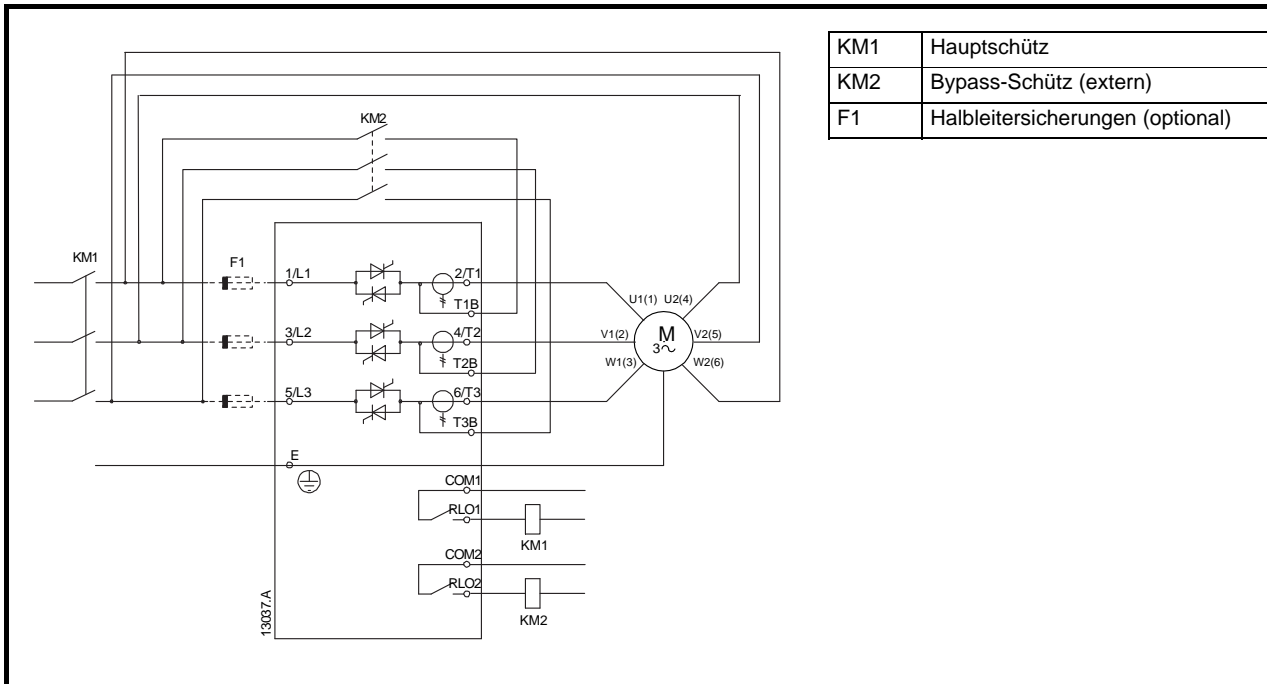 KM1 Hauptschütz
KM2 Bypass-Schütz (extern)
F1 Halbleitersicherungen (optional)
KM2
KM1
F1
1/L1
2/T1
T1B
3/L2
4/T2
T2B
5/L3
6/T3
T3B
E
U1(1) U2(4)
V1(2)
M
3~
V2(5)
W1(3)
W2(6)
COM1
RLO1
KM1
COM2
RLO2
KM2
13037.A